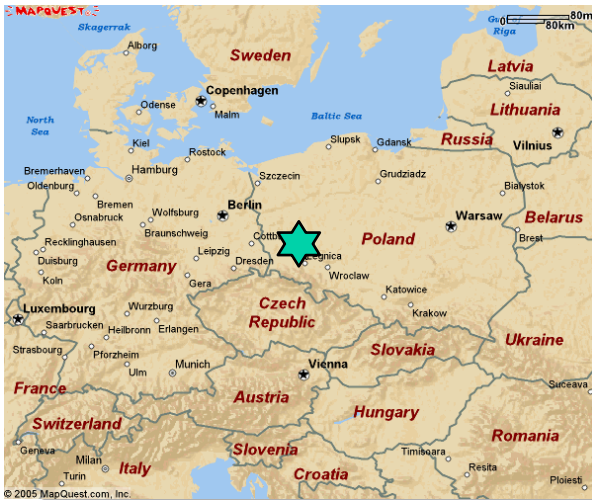 MAPQUEST
80m
0
80km
Skagerrak
Gulf of
Riga
Alborg
Sweden
Latvia
Siauliai
Copenhagen
Lithuania
Odense
Malm
North
Sea
Baltic Sea
Vilnius
Russia
Kiel
Slupsk
Gdansk
Rostock
Bremerhaven
Hamburg
Szczecin
Grudziadz
Oldenburg
Bialystok
Bremen
Berlin
Wolfsburg
Osnabruck
Braunschweig
Warsaw
Belarus
Poland
Brest
Recklinghausen
Leipzig
Duisburg
Germany
Dresden
Wroclaw
Koln
Gera
Katowice
Czech
Republic
Luxembourg
Wurzburg
Krakow
Saarbrucken
Heilbronn
Erlangen
Ukraine
Strasbourg
Pforzheim
Slovakia
Ulm
Munich
Vienna
France
Suceava
Austria
Hungary
Switzerland
Romania
Geneva
Slovenia
Milan
Italy
Timisoara
Resita
Turin
Croatia
Ploiesti
© 2005 MapQuest.com, Inc.